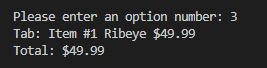 Please enter an option number: 3
Tab: Item #1 Ribeye $49.99
Total: $49.99